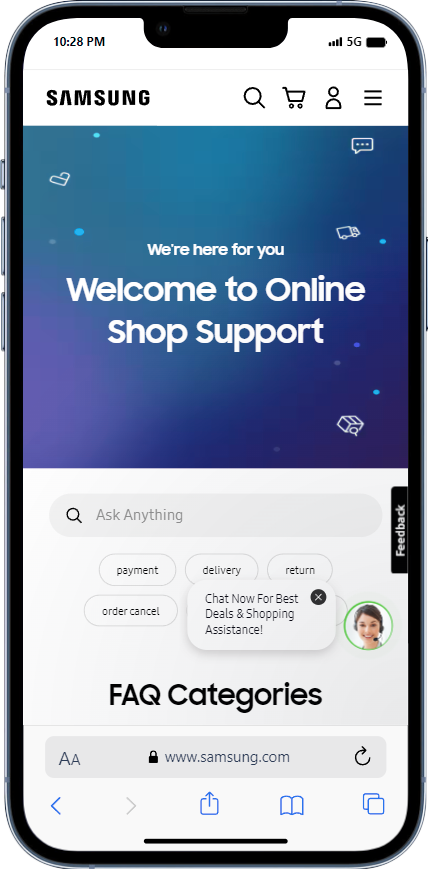 10:28 PM
5G
SAMSUNG
We're here for you
Welcome to Online
Shop Support
Ask Anything
Feedback
payment
delivery
return
order cancel
Chat Now For Best
Deals & Shopping
Assistance!
FAQ Categories
AA
www.samsung.com